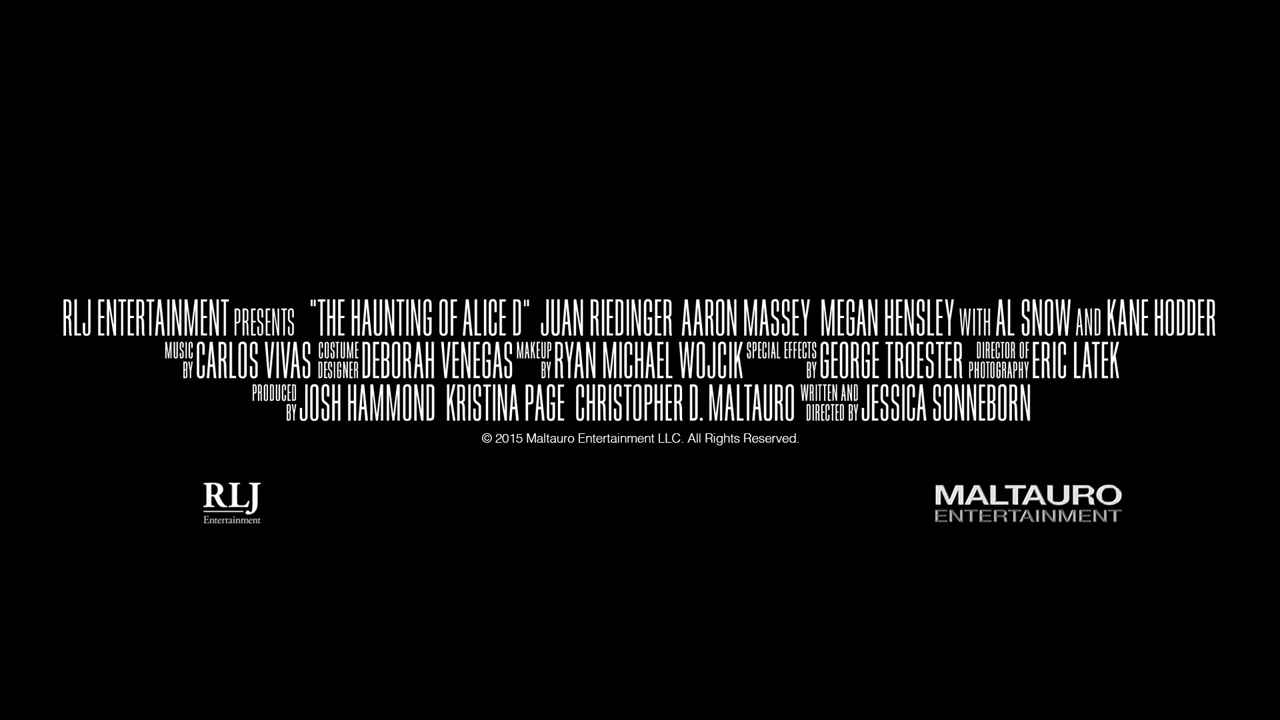 RLJ ENTERTAINMENT PRESENTS "THE HAUNTING OF ALICE D" JUAN RIEDINGER AARON MASSEY MEGAN HENSLEY WITH AL SNOW AND KANE HODDER
MUSIC BY CARLOS VIVAS COSTUME DESIGNER DEBORAH VENEGAS MAKEUP BY RYAN MICHAEL WOJCIK SPECIAL EFFECTS BY GEORGE TROESTER DIRECTOR OF PHOTOGRAPHY ERIC LATEK
PRODUCED BY JOSH HAMMOND KRISTINA PAGE CHRISTOPHER D. MALTAURO WRITTEN AND DIRECTED BY JESSICA SONNEBORN
© 2015 Maltauro Entertainment LLC. All Rights Reserved.
RLJ
Entertainment
MALTAURO
ENTERTAINMENT